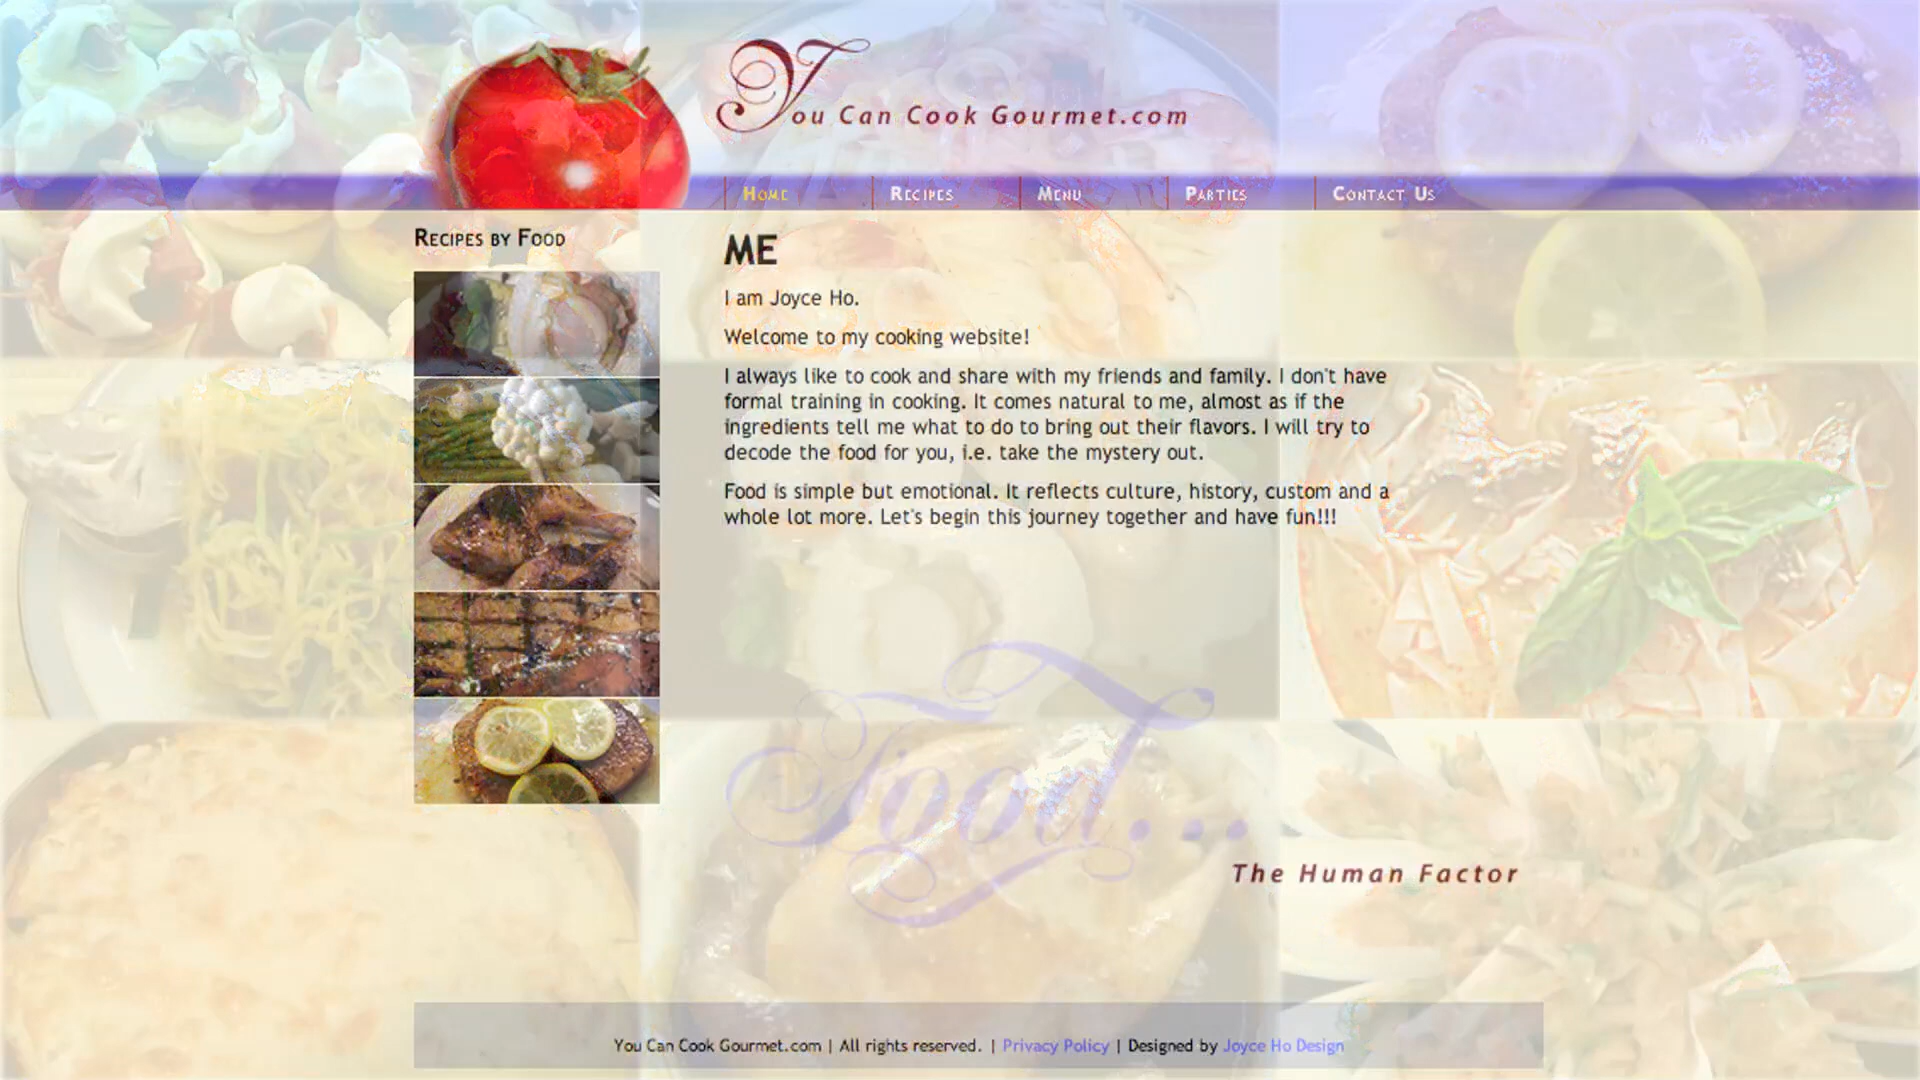 You Can Cook Gourmet.com
Home Recipes Menu Parties Contact Us
Recipes by Food
ME
I am Joyce Ho.
Welcome to my cooking website!
I always like to cook and share with my friends and family. I don't have
formal training in cooking. It comes natural to me, almost as if the
ingredients tell me what to do to bring out their flavors. I will try to
decode the food for you, i.e. take the mystery out.
Food is simple but emotional. It reflects culture, history, custom and a
whole lot more. Let's begin this journey together and have fun!!!
Food...
The Human Factor
You Can Cook Gourmet.com | All rights reserved. | Privacy Policy | Designed by Joyce Ho Design